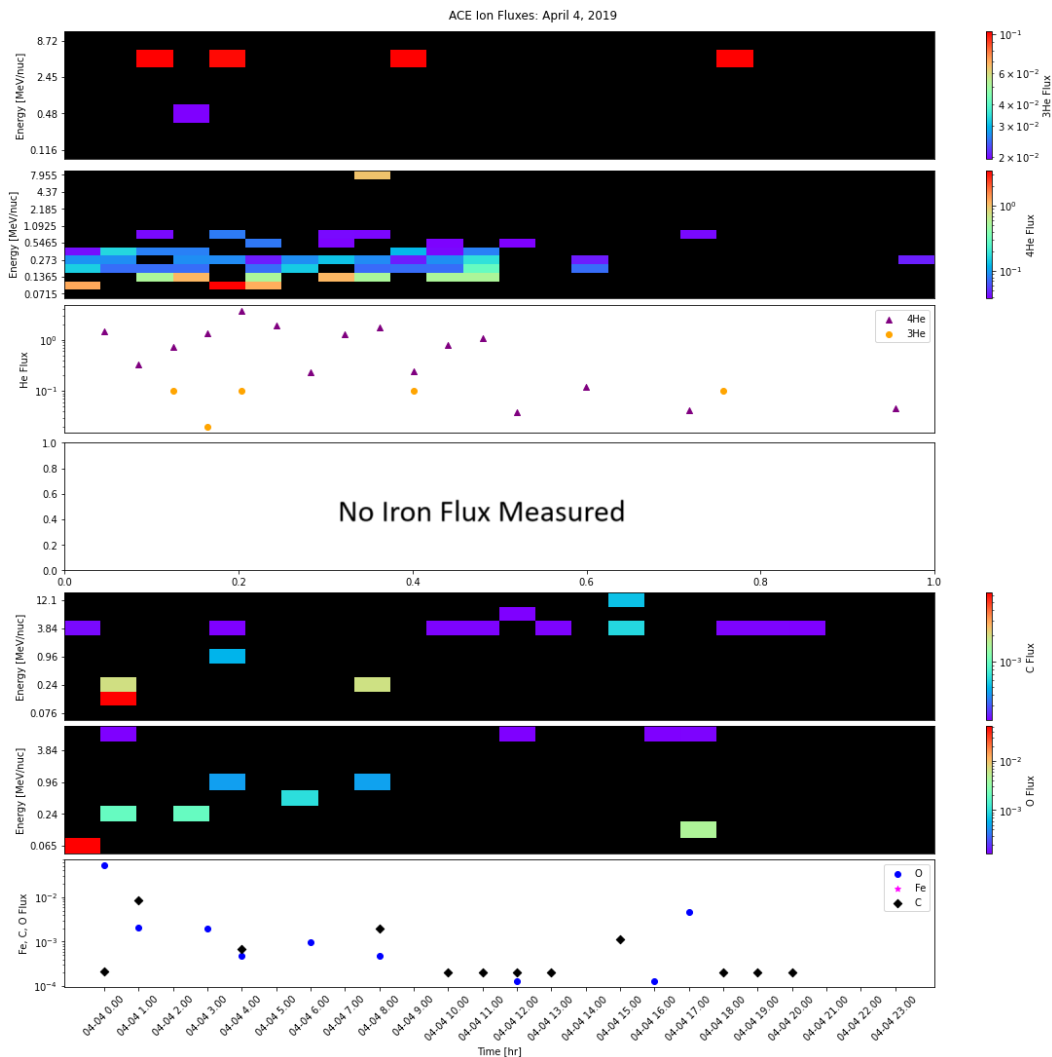 ACE Ion Fluxes: April 4, 2019
8.72
2.45
0.48
0.116
Energy [MeV/nuc]
10⁻¹
6 × 10⁻²
4 × 10⁻²
3 × 10⁻²
2 × 10⁻²
3He Flux
7.955
4.37
2.185
1.0925
0.5465
0.273
0.1365
0.0715
Energy [MeV/nuc]
10⁰
10⁻¹
4He Flux
10⁰
10⁻¹
He Flux
4He
3He
1.0
0.8
0.6
0.4
0.2
0.0
No Iron Flux Measured
0.0 0.2 0.4 0.6 0.8 1.0
12.1
3.84
0.96
0.24
0.076
Energy [MeV/nuc]
10⁻³
C Flux
3.84
0.96
0.24
0.065
Energy [MeV/nuc]
10⁻²
10⁻³
O Flux
10⁻²
10⁻³
10⁻⁴
Fe, C, O Flux
O
Fe
C
04-04 0.00
04-04 1.00
04-04 2.00
04-04 3.00
04-04 4.00
04-04 5.00
04-04 6.00
04-04 7.00
04-04 8.00
04-04 9.00
04-04 10.00
04-04 11.00
04-04 12.00
04-04 13.00
04-04 14.00
04-04 15.00
04-04 16.00
04-04 17.00
04-04 18.00
04-04 19.00
04-04 20.00
04-04 21.00
04-04 22.00
04-04 23.00
Time [hr]